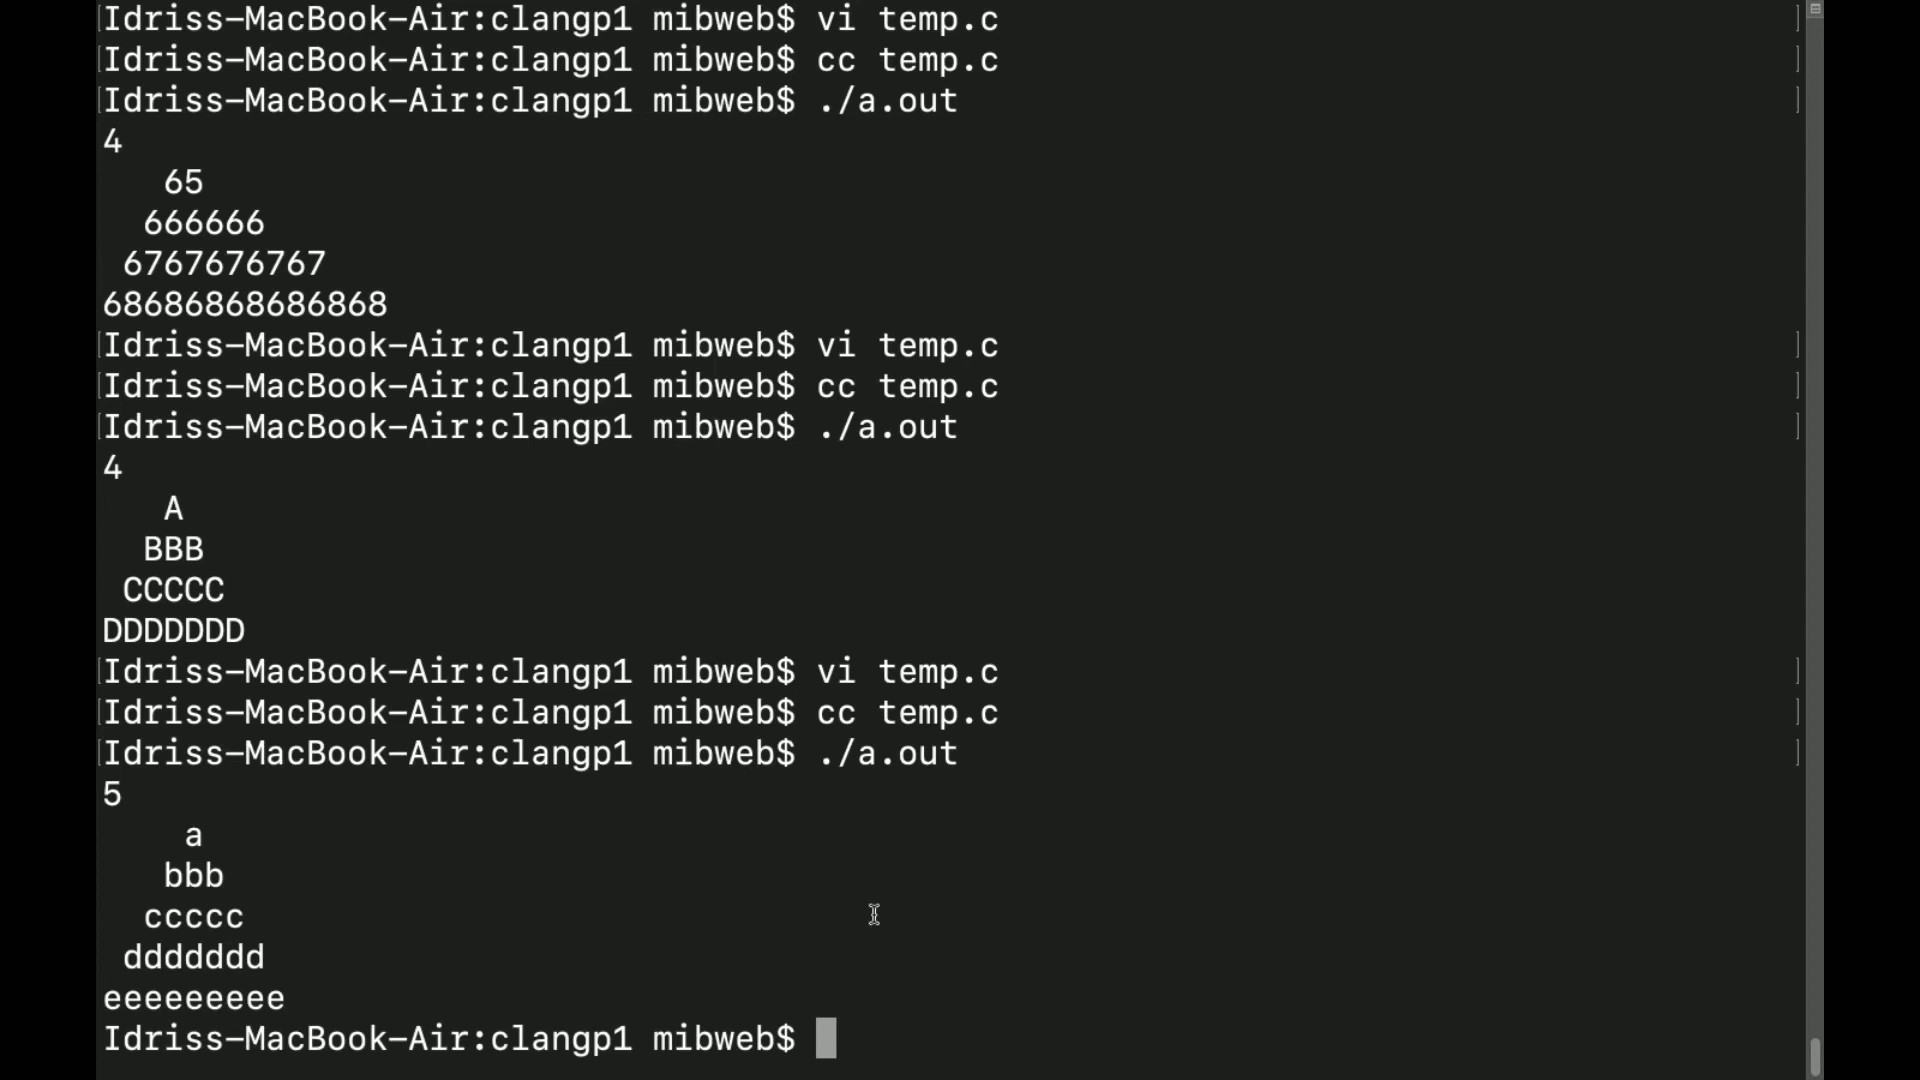 Idriss-MacBook-Air:clangp1 mibweb$ vi temp.c
Idriss-MacBook-Air:clangp1 mibweb$ cc temp.c
Idriss-MacBook-Air:clangp1 mibweb$ ./a.out
4
   65
  666666
 6767676767
68686868686868
Idriss-MacBook-Air:clangp1 mibweb$ vi temp.c
Idriss-MacBook-Air:clangp1 mibweb$ cc temp.c
Idriss-MacBook-Air:clangp1 mibweb$ ./a.out
4
   A
  BBB
 CCCCC
DDDDDDD
Idriss-MacBook-Air:clangp1 mibweb$ vi temp.c
Idriss-MacBook-Air:clangp1 mibweb$ cc temp.c
Idriss-MacBook-Air:clangp1 mibweb$ ./a.out
5
    a
   bbb
  ccccc
 ddddddd
eeeeeeeee
Idriss-MacBook-Air:clangp1 mibweb$